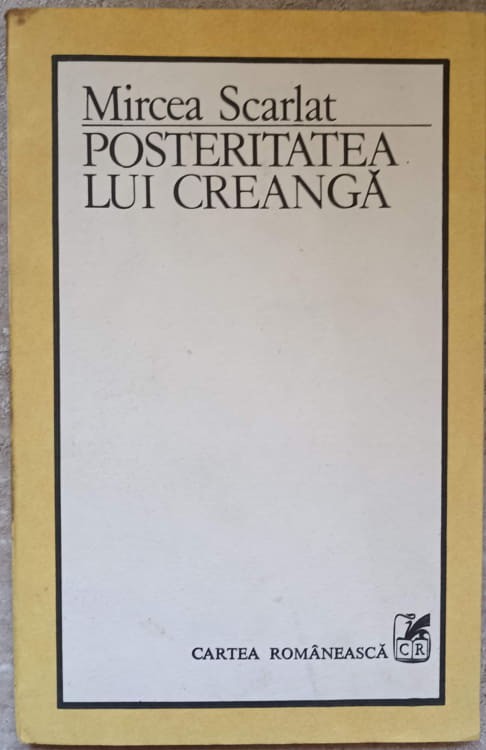 Mircea Scarlat
POSTERITATEA
LUI CREANGĂ
CARTEA ROMÂNEASCĂ
CR